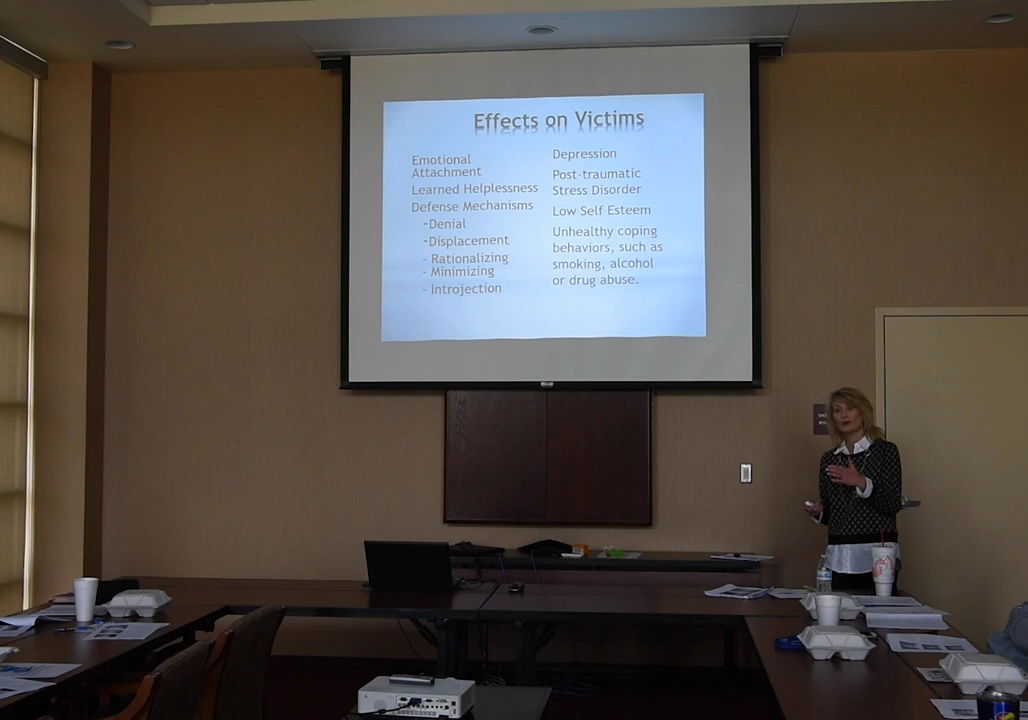 Effects on Victims
Emotional
Attachment
Learned Helplessness
Defense Mechanisms
-Denial
-Displacement
- Rationalizing
- Minimizing
- Introjection
Depression
Post-traumatic
Stress Disorder
Low Self Esteem
Unhealthy coping
behaviors, such as
smoking, alcohol
or drug abuse.